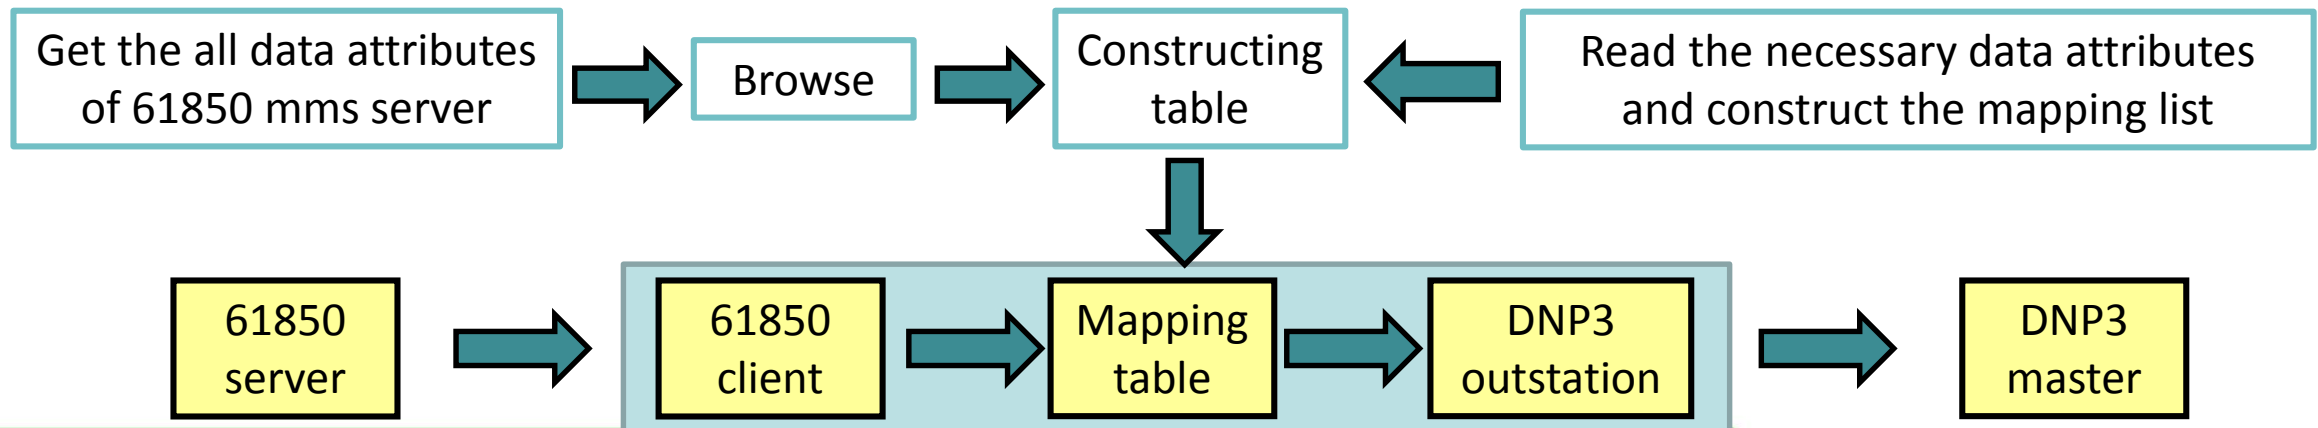 Get the all data attributes
of 61850 mms server
Browse
Constructing
table
Read the necessary data attributes
and construct the mapping list
61850
server
61850
client
Mapping
table
DNP3
outstation
DNP3
master